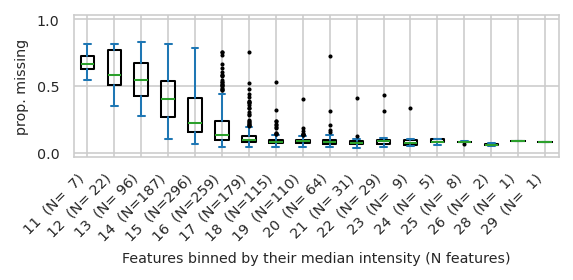 1.0
prop. missing
0.5
0.0
11 (N= 7)
12 (N= 22)
13 (N= 96)
14 (N=187)
15 (N=296)
16 (N=259)
17 (N=179)
18 (N=115)
19 (N=110)
20 (N= 64)
21 (N= 31)
22 (N= 29)
23 (N= 9)
24 (N= 5)
25 (N= 8)
26 (N= 2)
28 (N= 1)
29 (N= 1)
Features binned by their median intensity (N features)